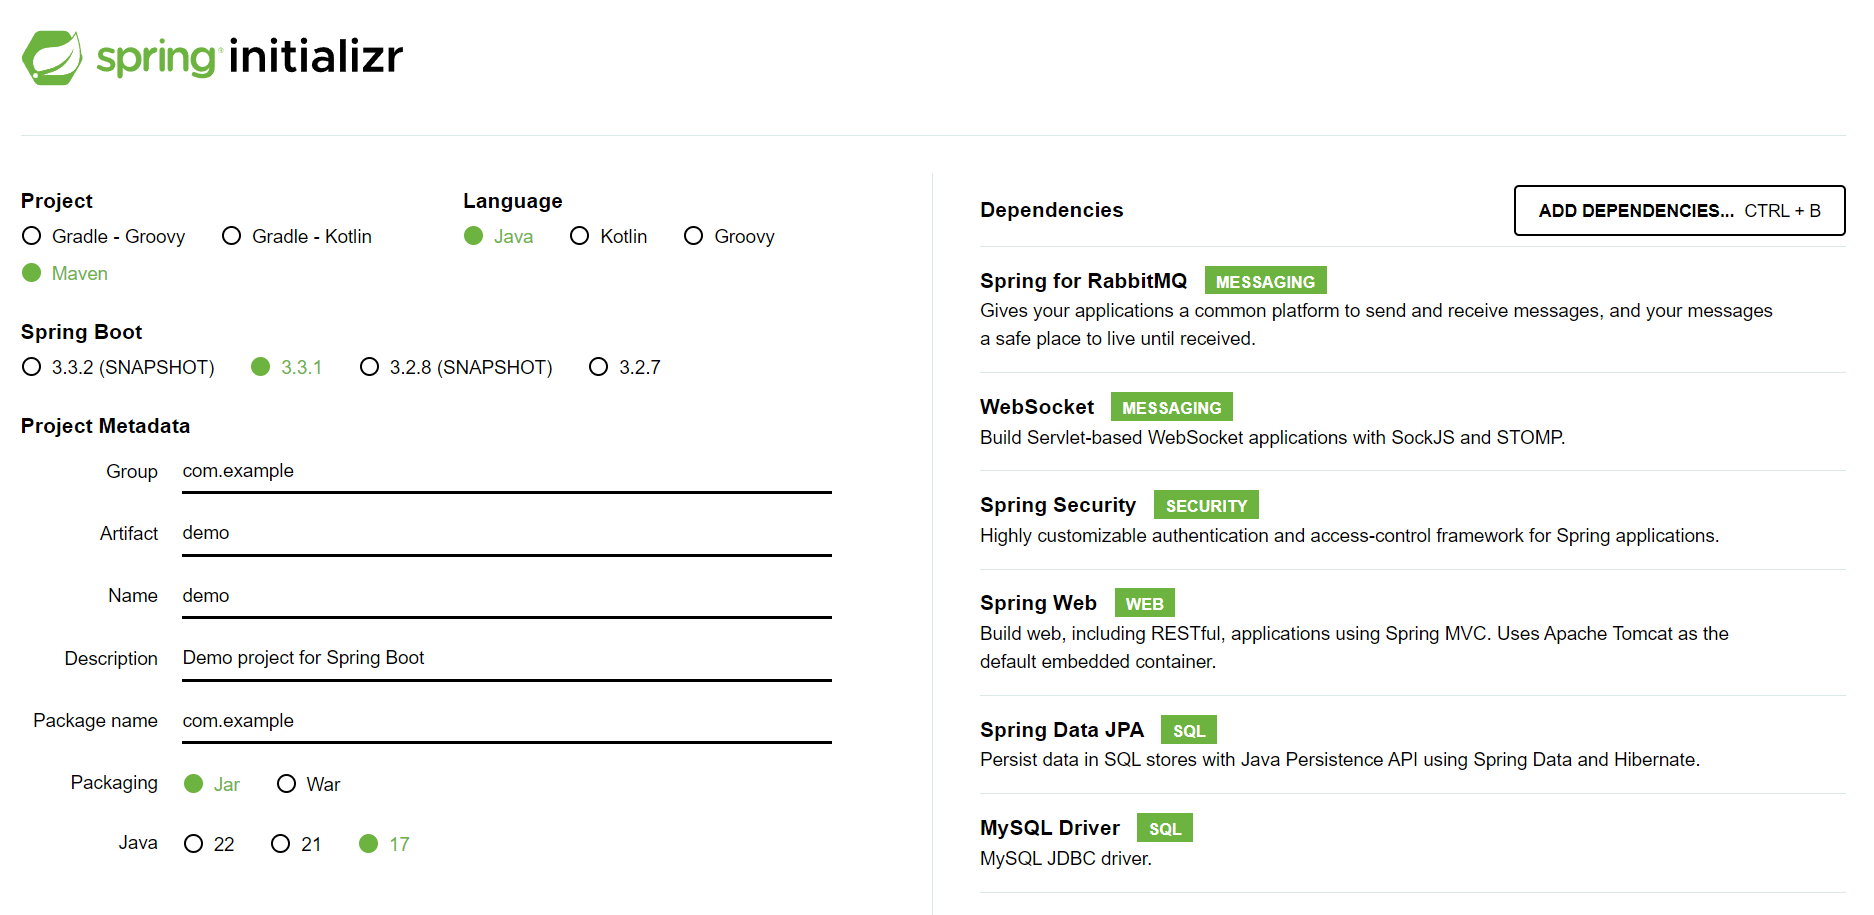 spring initializr
Project
Gradle - Groovy Gradle - Kotlin
Maven
Language
Java Kotlin Groovy
Spring Boot
3.3.2 (SNAPSHOT) 3.3.1 3.2.8 (SNAPSHOT) 3.2.7
Project Metadata
Group com.example
Artifact demo
Name demo
Description Demo project for Spring Boot
Package name com.example
Packaging Jar War
Java 22 21 17
Dependencies
ADD DEPENDENCIES... CTRL + B
Spring for RabbitMQ MESSAGING
Gives your applications a common platform to send and receive messages, and your messages
a safe place to live until received.
WebSocket MESSAGING
Build Servlet-based WebSocket applications with SockJS and STOMP.
Spring Security SECURITY
Highly customizable authentication and access-control framework for Spring applications.
Spring Web WEB
Build web, including RESTful, applications using Spring MVC. Uses Apache Tomcat as the
default embedded container.
Spring Data JPA SQL
Persist data in SQL stores with Java Persistence API using Spring Data and Hibernate.
MySQL Driver SQL
MySQL JDBC driver.